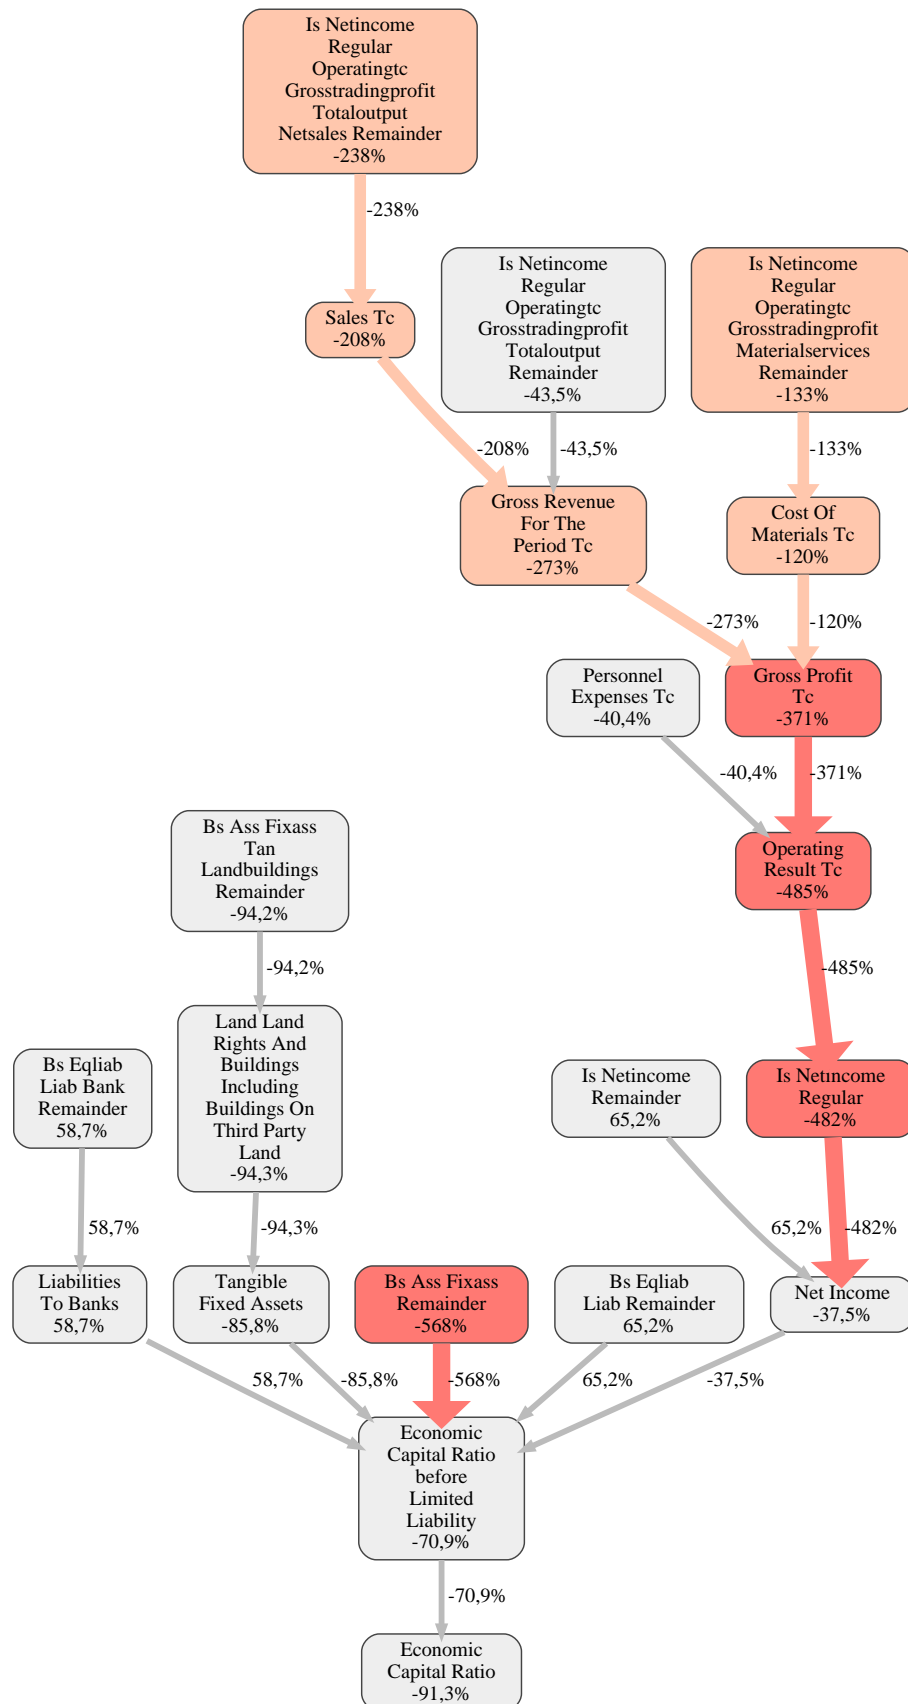 Is Netincome
Regular
Operatingtc
Grosstradingprofit
Totaloutput
Netsales Remainder
-238%
-238%
Is Netincome
Regular
Operatingtc
Grosstradingprofit
Totaloutput
Remainder
-43,5%
Is Netincome
Regular
Operatingtc
Grosstradingprofit
Materialservices
Remainder
-133%
Sales Tc
-208%
-208%
-43,5%
-133%
Gross Revenue
For The
Period Tc
-273%
Cost Of
Materials Tc
-120%
-273%
-120%
Personnel
Expenses Tc
-40,4%
Gross Profit
Tc
-371%
-40,4%
-371%
Bs Ass Fixass
Tan
Landbuildings
Remainder
-94,2%
Operating
Result Tc
-485%
-94,2%
-485%
Land Land
Rights And
Buildings
Including
Buildings On
Third Party
Land
-94,3%
Bs Eqliab
Liab Bank
Remainder
58,7%
Is Netincome
Remainder
65,2%
Is Netincome
Regular
-482%
58,7%
-94,3%
65,2%
-482%
Liabilities
To Banks
58,7%
Tangible
Fixed Assets
-85,8%
Bs Ass Fixass
Remainder
-568%
Bs Eqliab
Liab Remainder
65,2%
Net Income
-37,5%
58,7%
-85,8%
-568%
65,2%
-37,5%
Economic
Capital Ratio
before
Limited
Liability
-70,9%
-70,9%
Economic
Capital Ratio
-91,3%